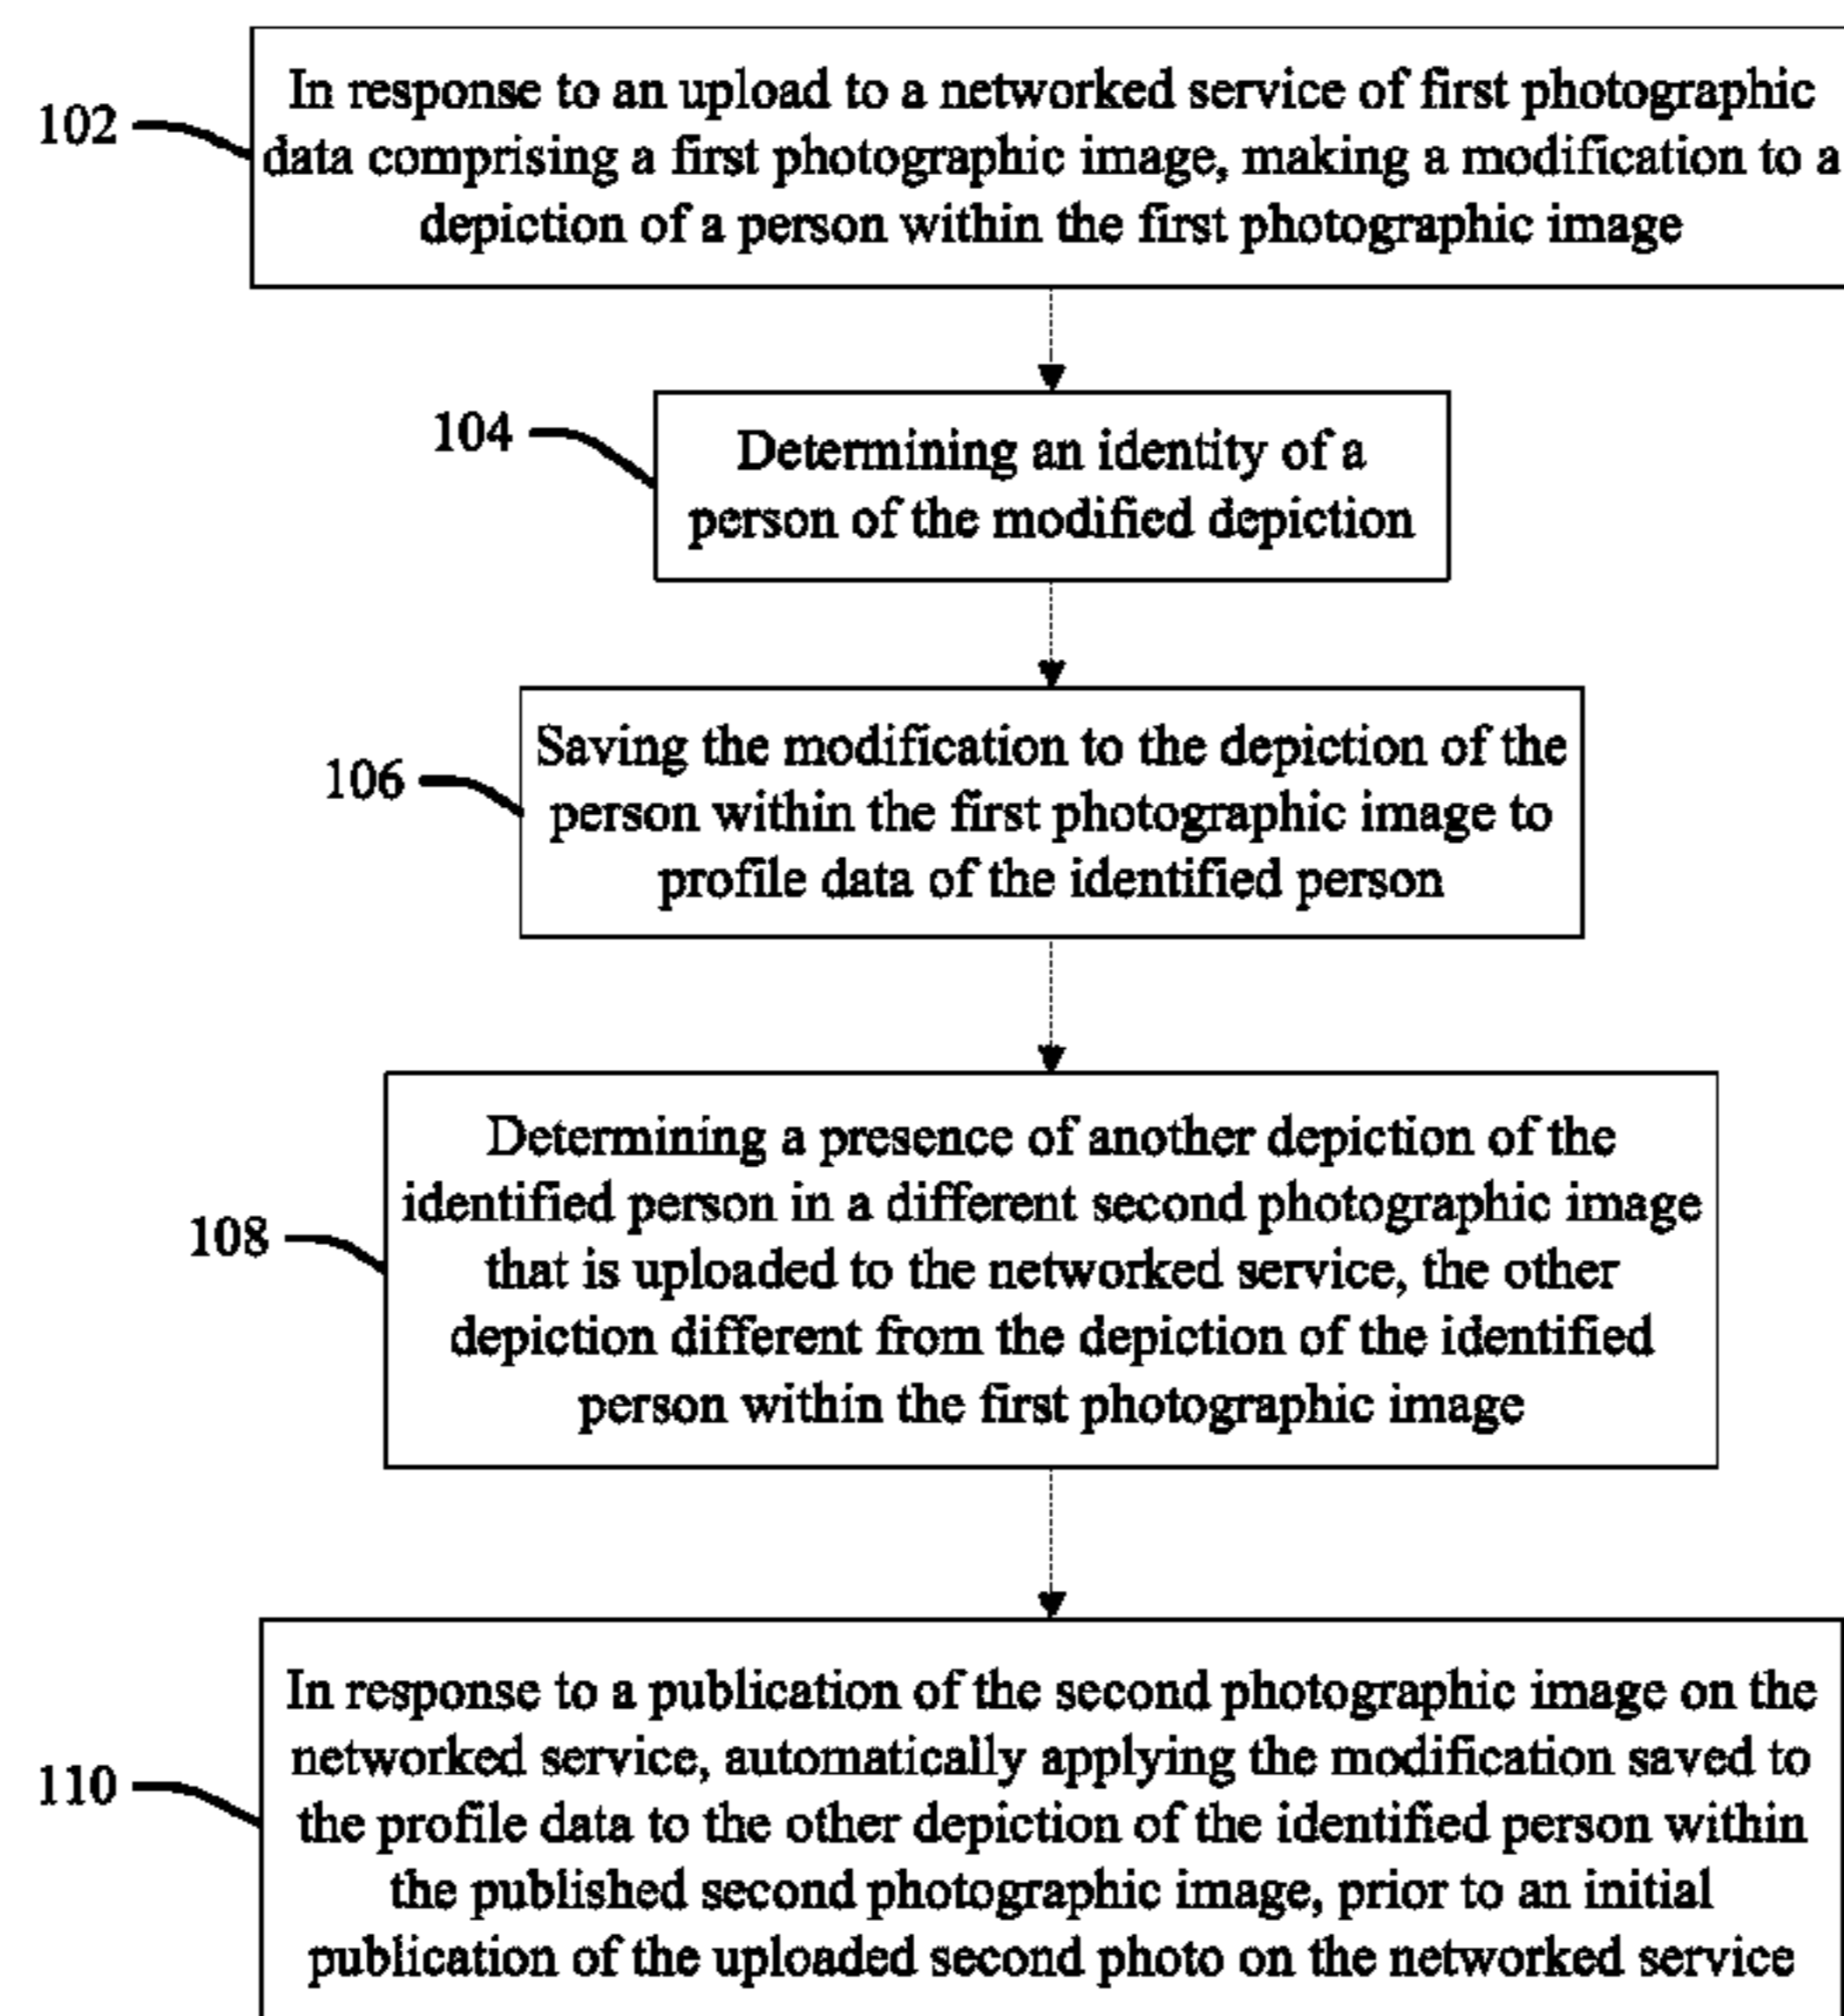 102
In response to an upload to a networked service of first photographic
data comprising a first photographic image, making a modification to a
depiction of a person within the first photographic image
104
Determining an identity of a
person of the modified depiction
106
Saving the modification to the depiction of the
person within the first photographic image to
profile data of the identified person
108
Determining a presence of another depiction of the
identified person in a different second photographic image
that is uploaded to the networked service, the other
depiction different from the depiction of the identified
person within the first photographic image
110
In response to a publication of the second photographic image on the
networked service, automatically applying the modification saved to
the profile data to the other depiction of the identified person within
the published second photographic image, prior to an initial
publication of the uploaded second photo on the networked service